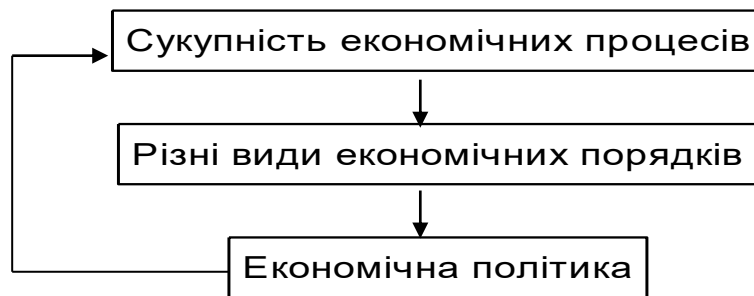 Сукупність економічних процесів
Різні види економічних порядків
Економічна політика